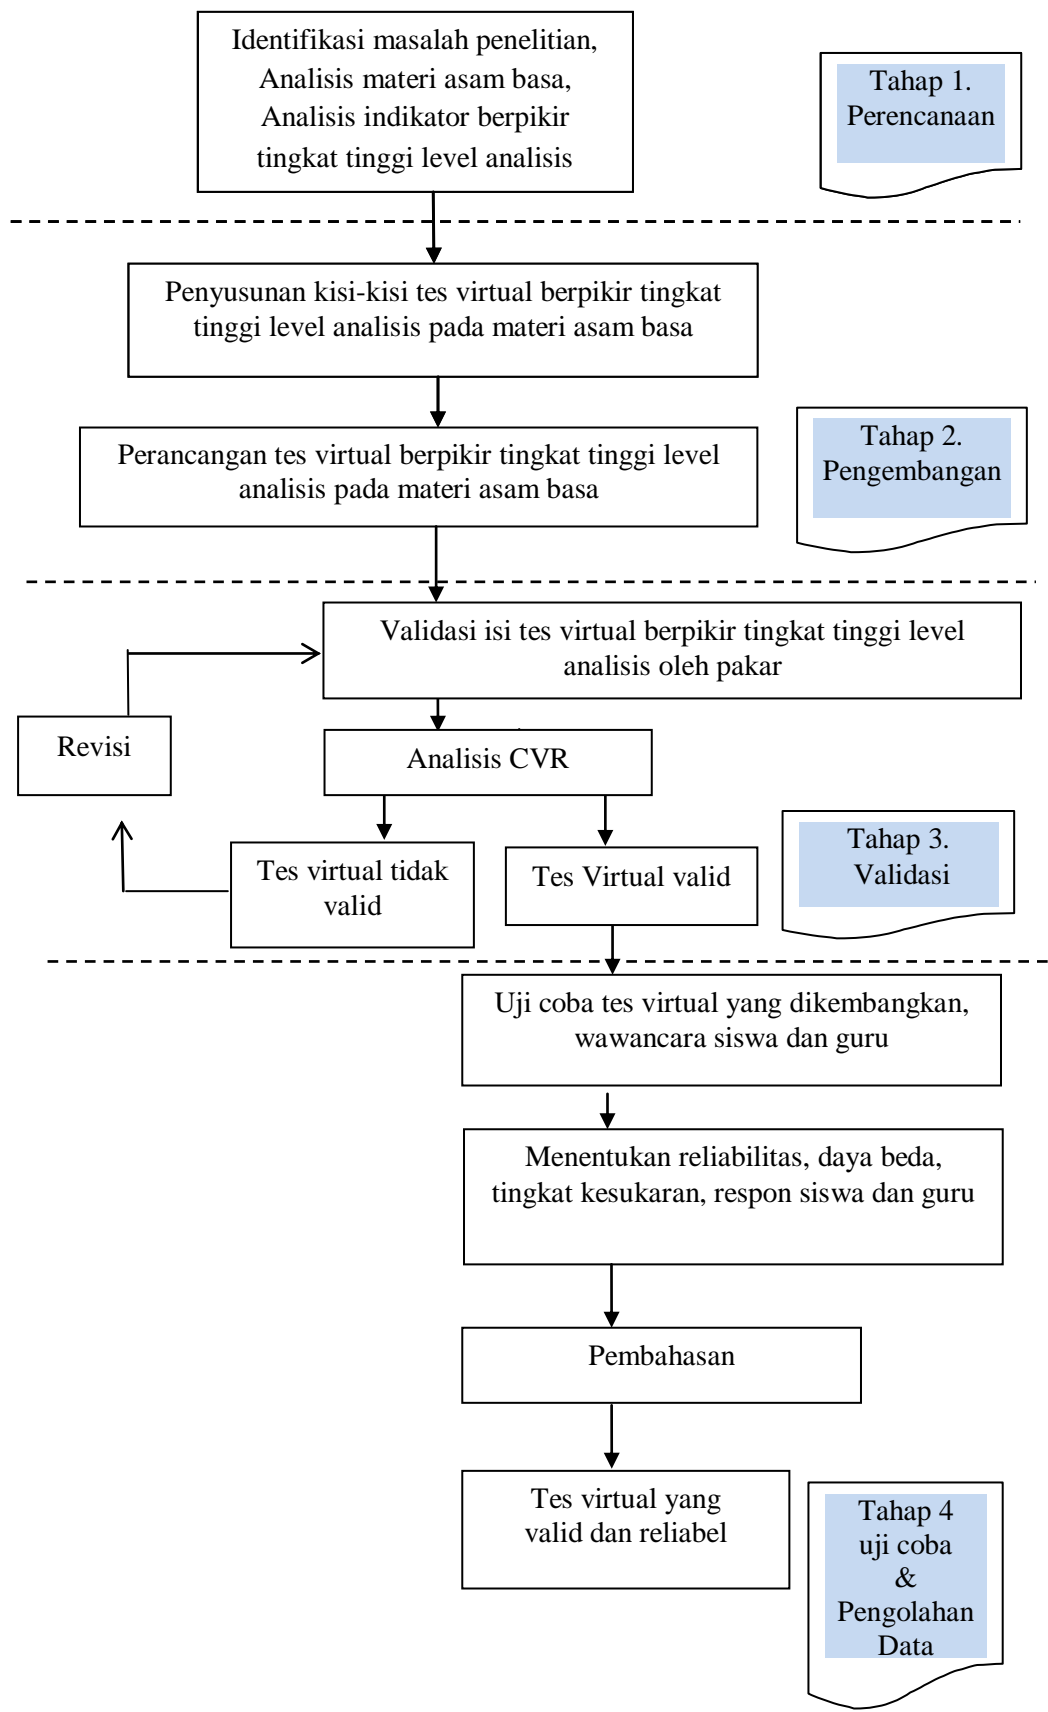 Identifikasi masalah penelitian,
Analisis materi asam basa,
Analisis indikator berpikir
tingkat tinggi level analisis
Tahap 1.
Perencanaan
Penyusunan kisi-kisi tes virtual berpikir tingkat
tinggi level analisis pada materi asam basa
Perancangan tes virtual berpikir tingkat tinggi level
analisis pada materi asam basa
Tahap 2.
Pengembangan
Validasi isi tes virtual berpikir tingkat tinggi level
analisis oleh pakar
Revisi
Analisis CVR
Tes virtual tidak
valid
Tes Virtual valid
Tahap 3.
Validasi
Uji coba tes virtual yang dikembangkan,
wawancara siswa dan guru
Menentukan reliabilitas, daya beda,
tingkat kesukaran, respon siswa dan guru
Pembahasan
Tes virtual yang
valid dan reliabel
Tahap 4
uji coba
&
Pengolahan
Data